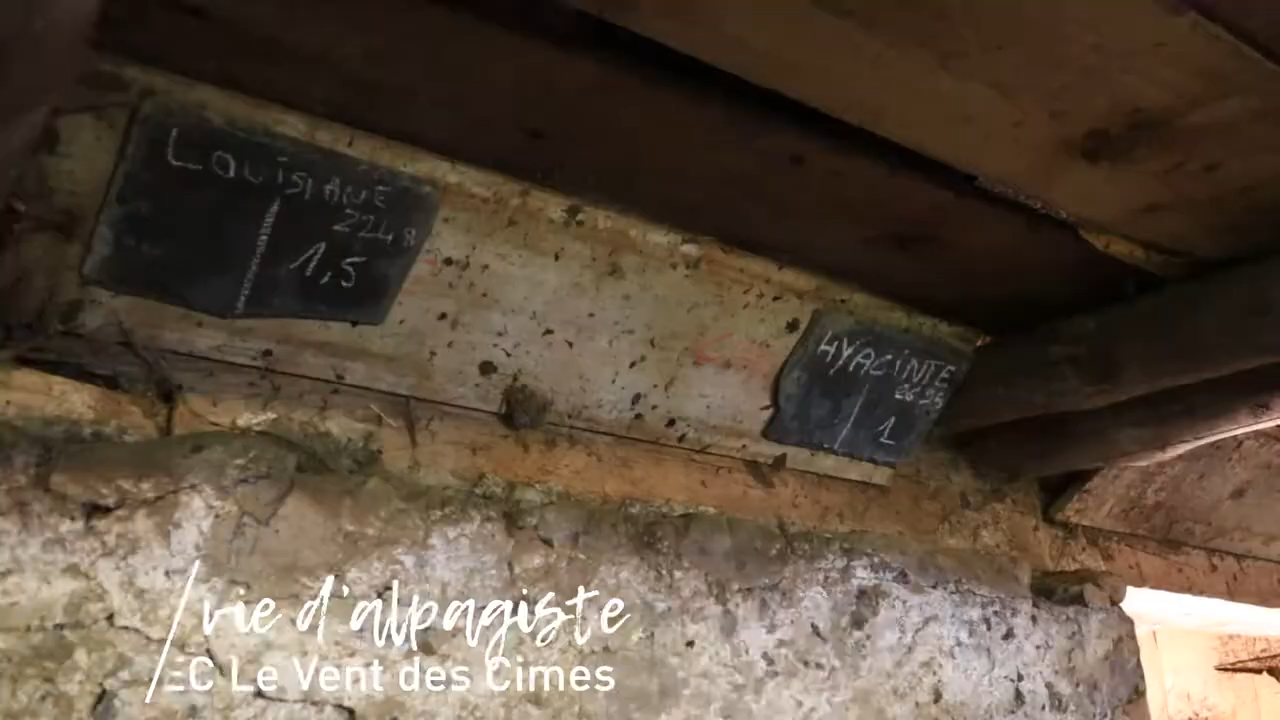 LOUiSIANE
2248
1,5
HYACiNTE
2625
1
vie d'alpagiste
EC Le Vent des Cimes